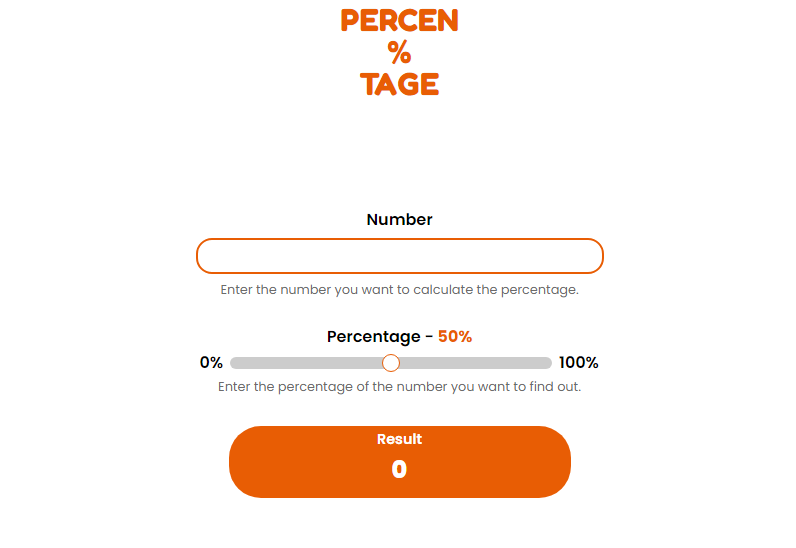 PERCEN
%
TAGE
Number
Enter the number you want to calculate the percentage.
Percentage - 50%
0% 100%
Enter the percentage of the number you want to find out.
Result
0